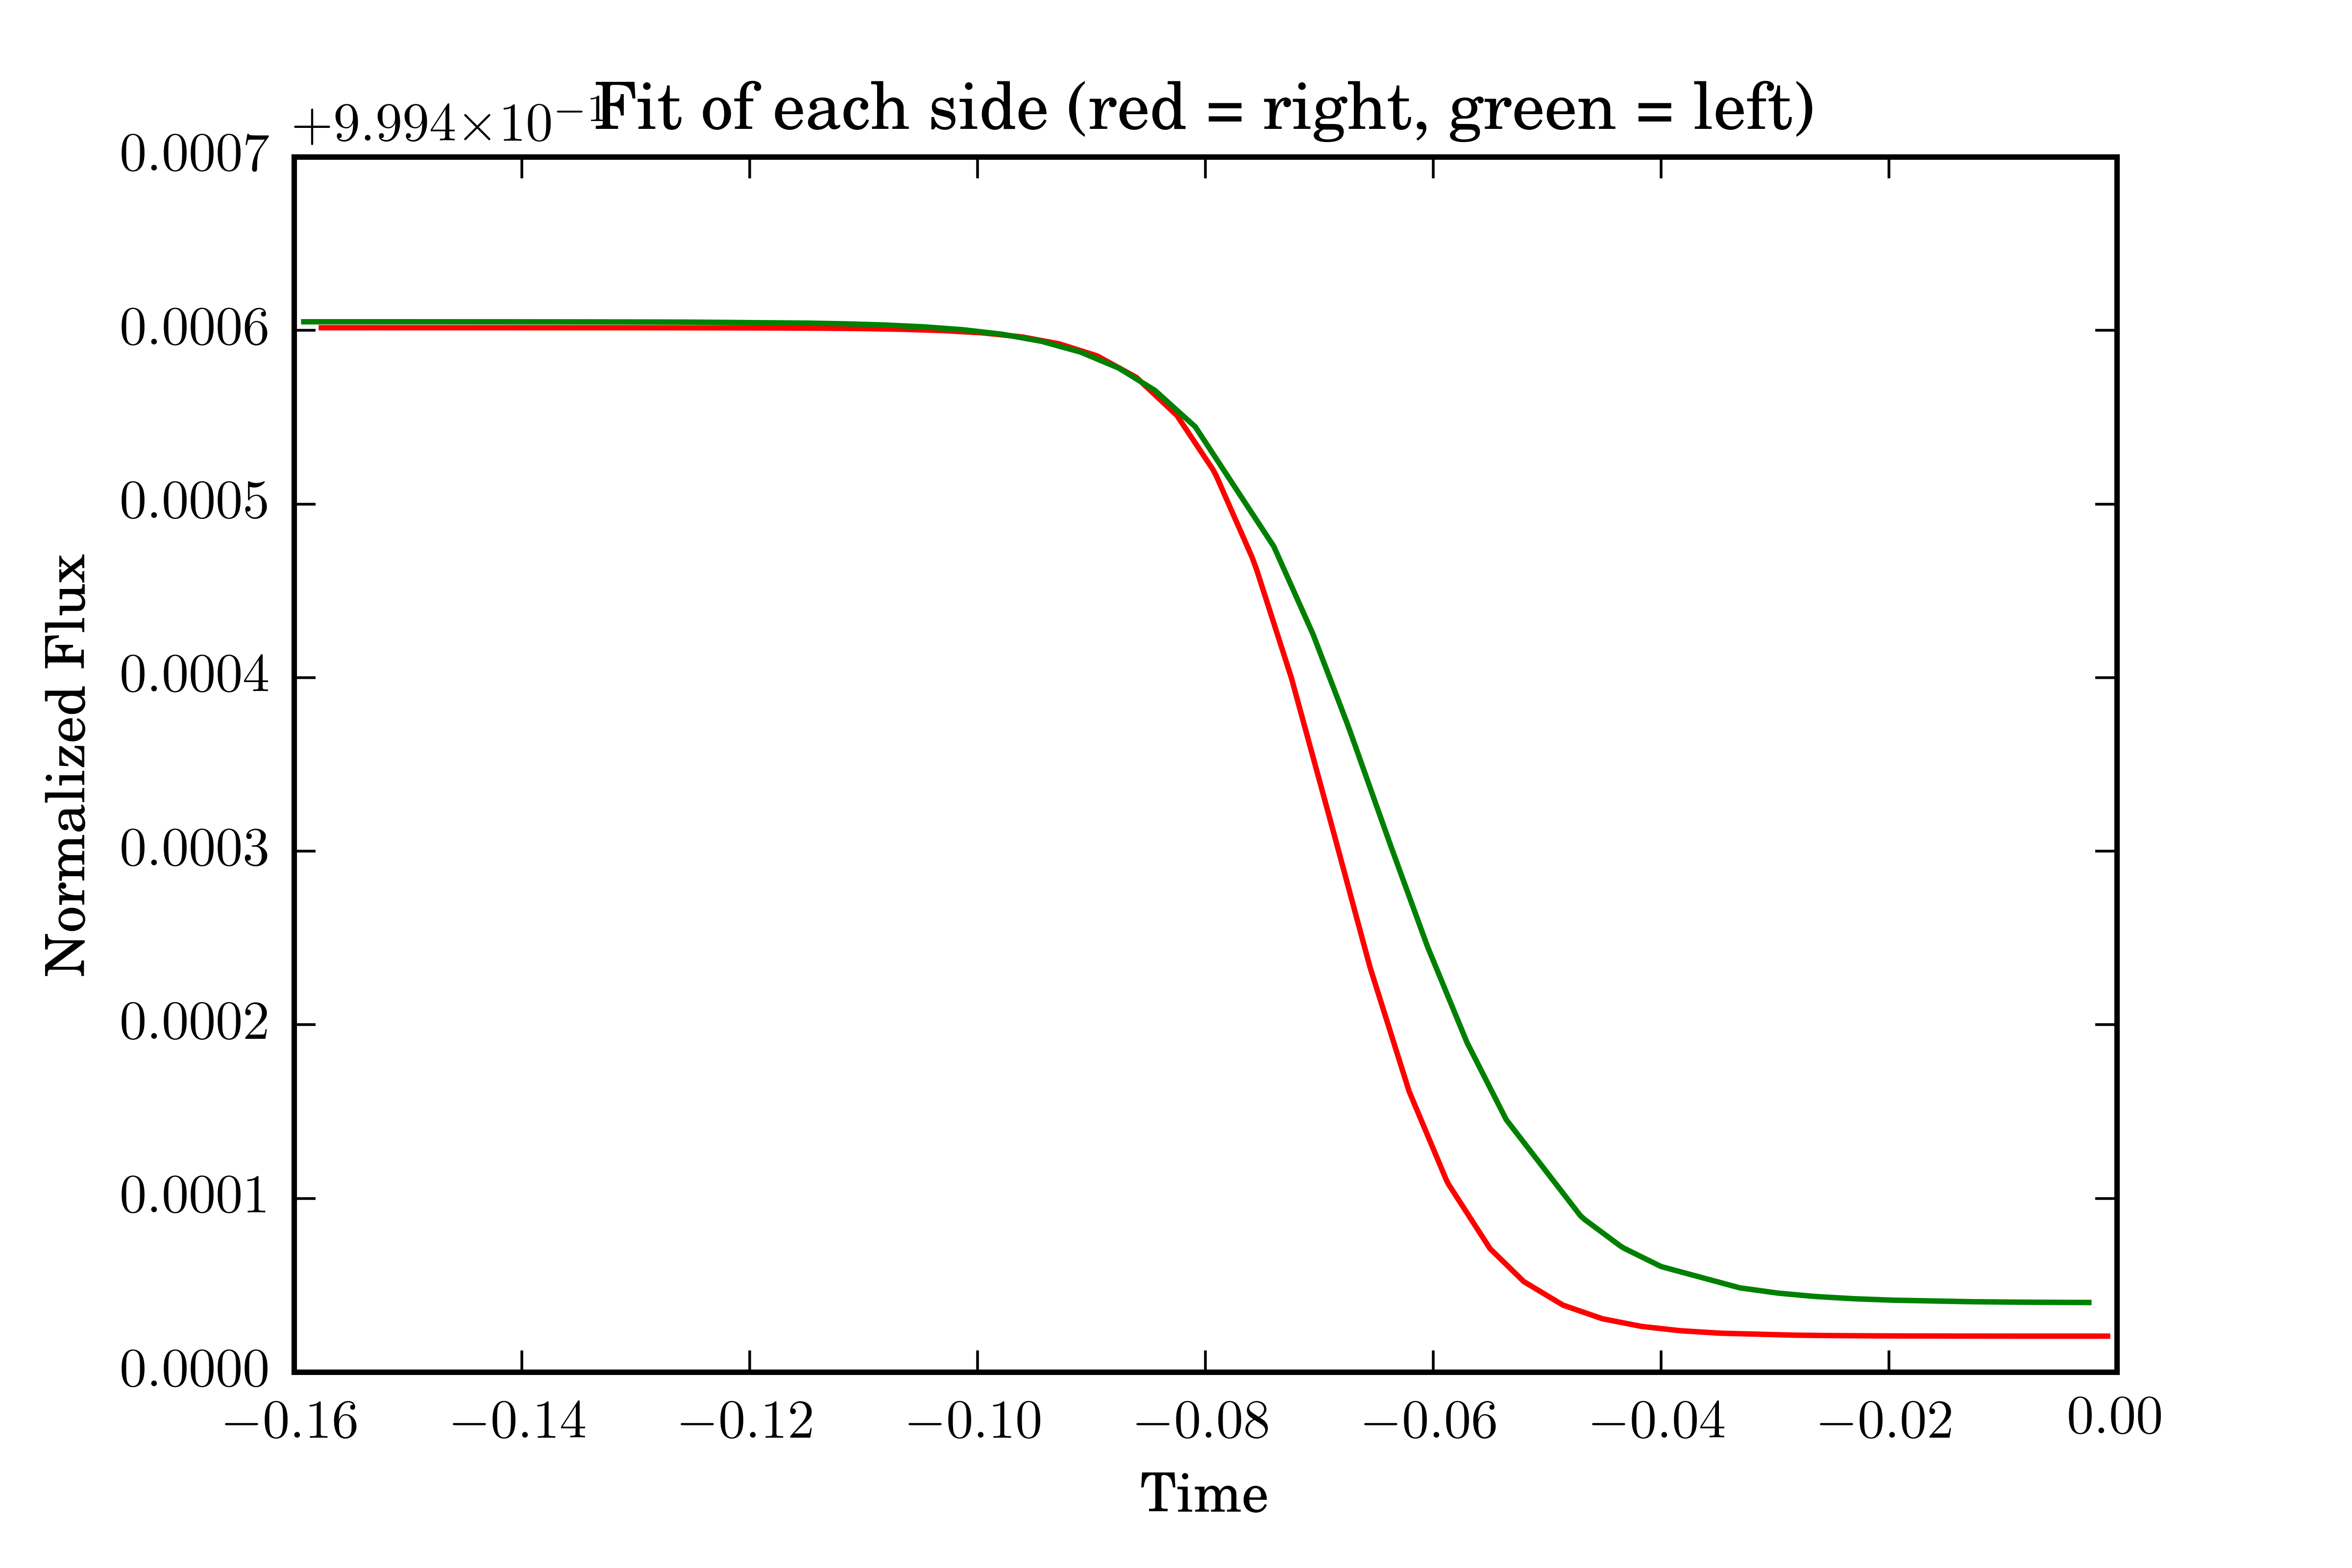 +9.994×10−1
Fit of each side (red = right, green = left)
0.0007
0.0006
0.0005
0.0004
0.0003
0.0002
0.0001
0.0000
Normalized Flux
−0.16 −0.14 −0.12 −0.10 −0.08 −0.06 −0.04 −0.02 0.00
Time